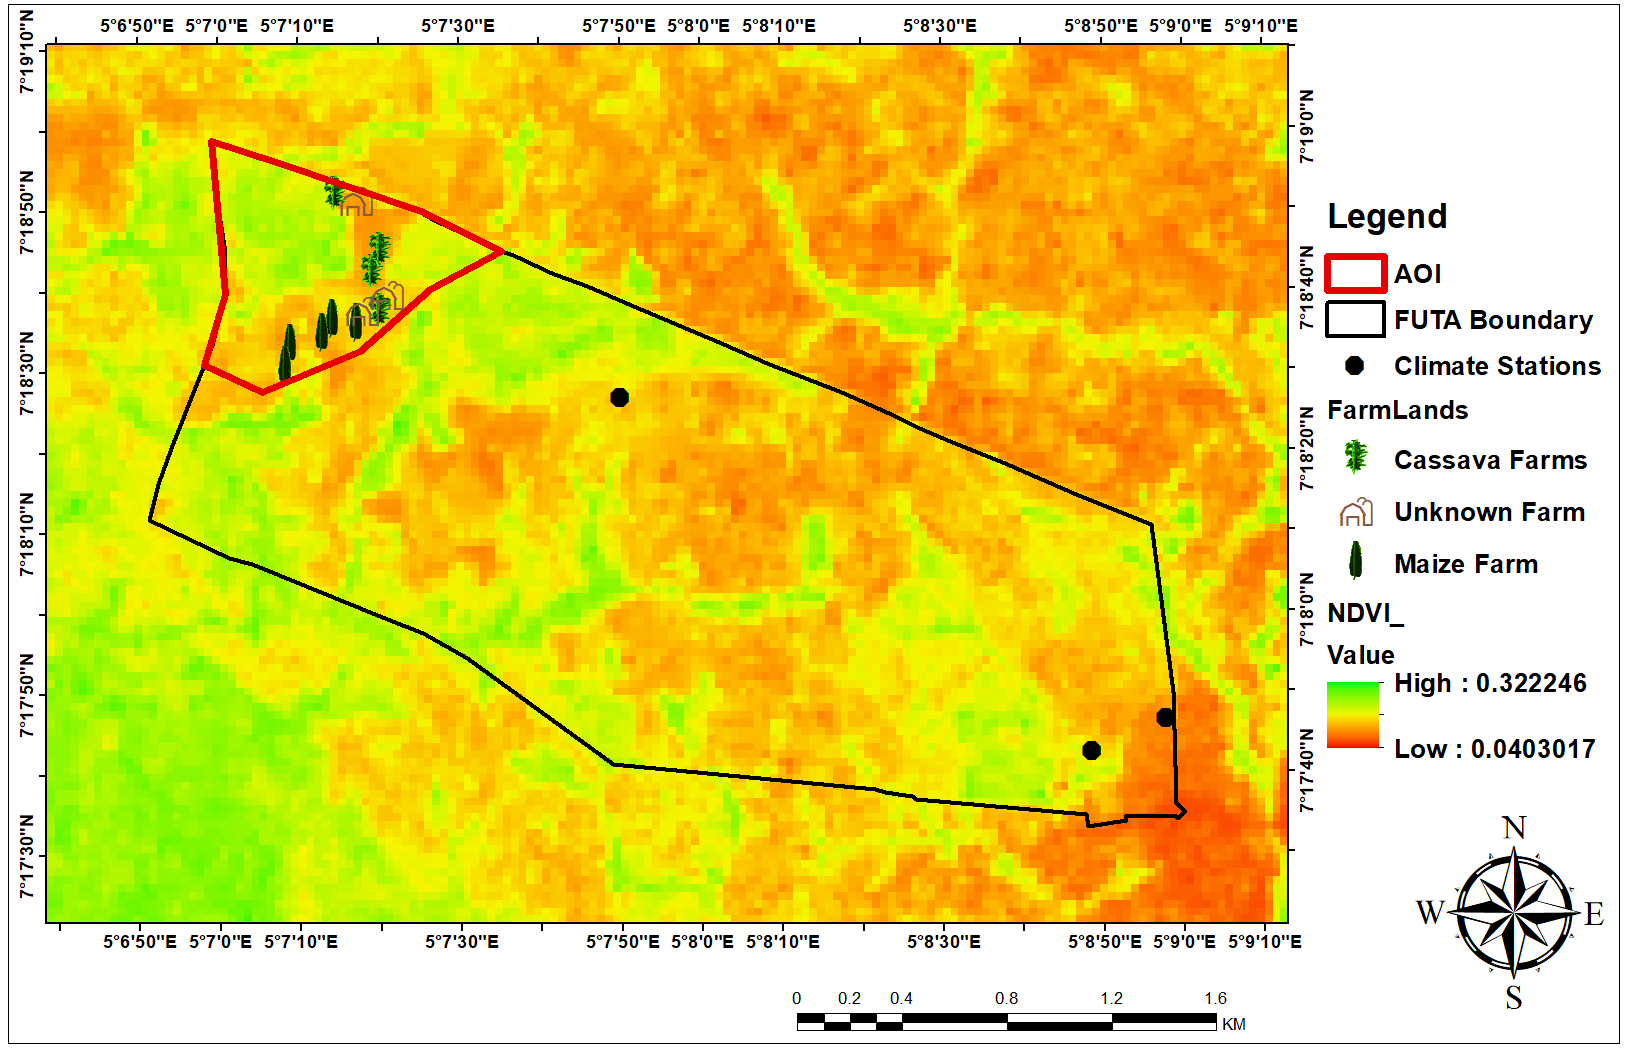 5°6'50"E 5°7'0"E 5°7'10"E 5°7'30"E 5°7'50"E 5°8'0"E 5°8'10"E 5°8'30"E 5°8'50"E 5°9'0"E 5°9'10"E
7°19'10"N
7°18'50"N
7°18'30"N
7°18'10"N
7°17'50"N
7°17'30"N
7°19'0"N
7°18'40"N
7°18'20"N
7°18'0"N
7°17'40"N
Legend
AOI
FUTA Boundary
Climate Stations
FarmLands
Cassava Farms
Unknown Farm
Maize Farm
NDVI_
Value
High : 0.322246
Low : 0.0403017
N
W E
S
5°6'50"E 5°7'0"E 5°7'10"E 5°7'30"E 5°7'50"E 5°8'0"E 5°8'10"E 5°8'30"E 5°8'50"E 5°9'0"E 5°9'10"E
0 0.2 0.4 0.8 1.2 1.6
KM